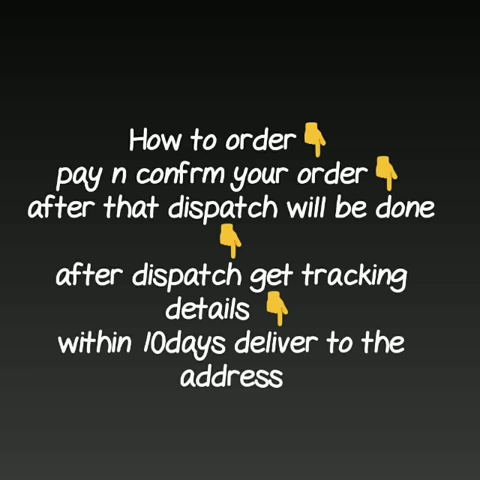 How to order👇
pay n confrm your order👇
after that dispatch will be done
👇
after dispatch get tracking
details 👇
within 10days deliver to the
address